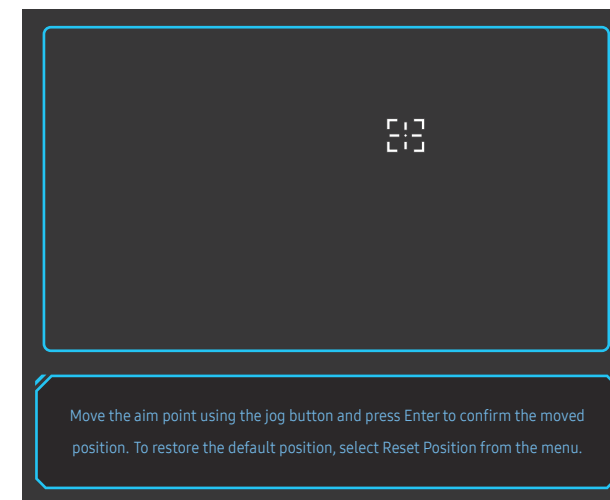 Move the aim point using the jog button and press Enter to confirm the moved
position. To restore the default position, select Reset Position from the menu.